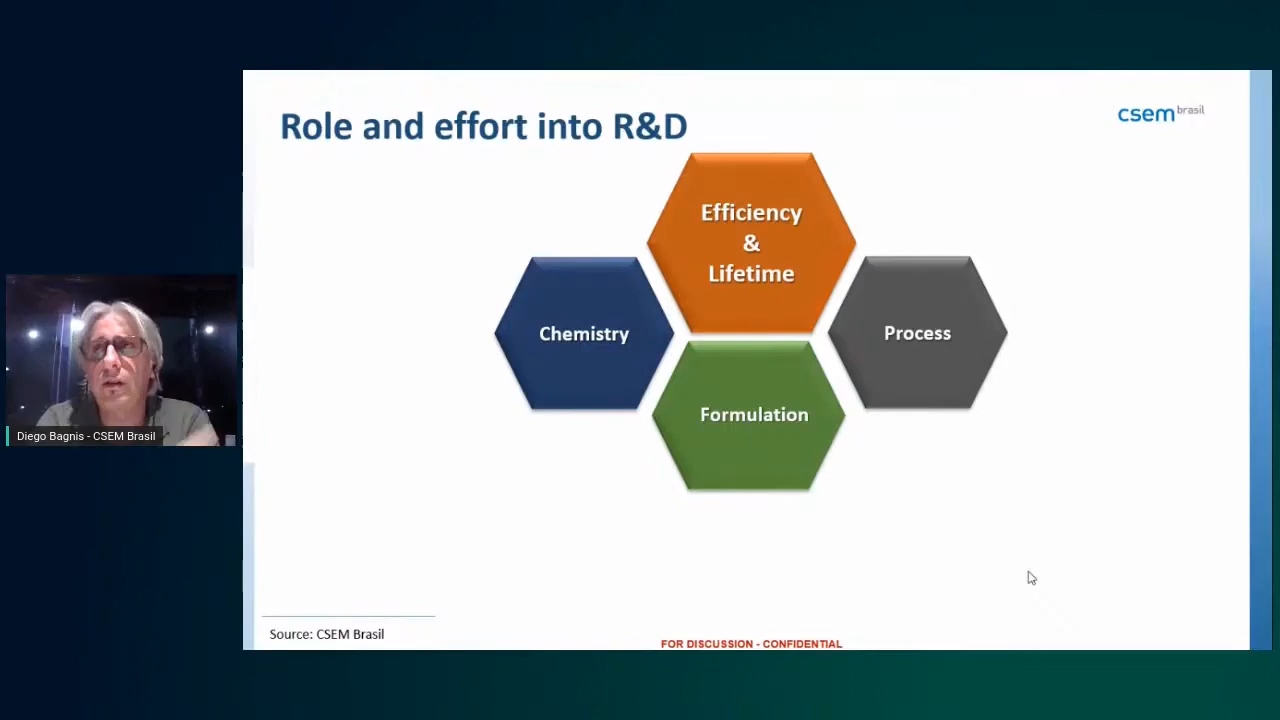 Role and effort into R&D
csem brasil
Efficiency
&
Lifetime
Chemistry
Process
Formulation
Diego Bagnis - CSEM Brasil
Source: CSEM Brasil
FOR DISCUSSION - CONFIDENTIAL